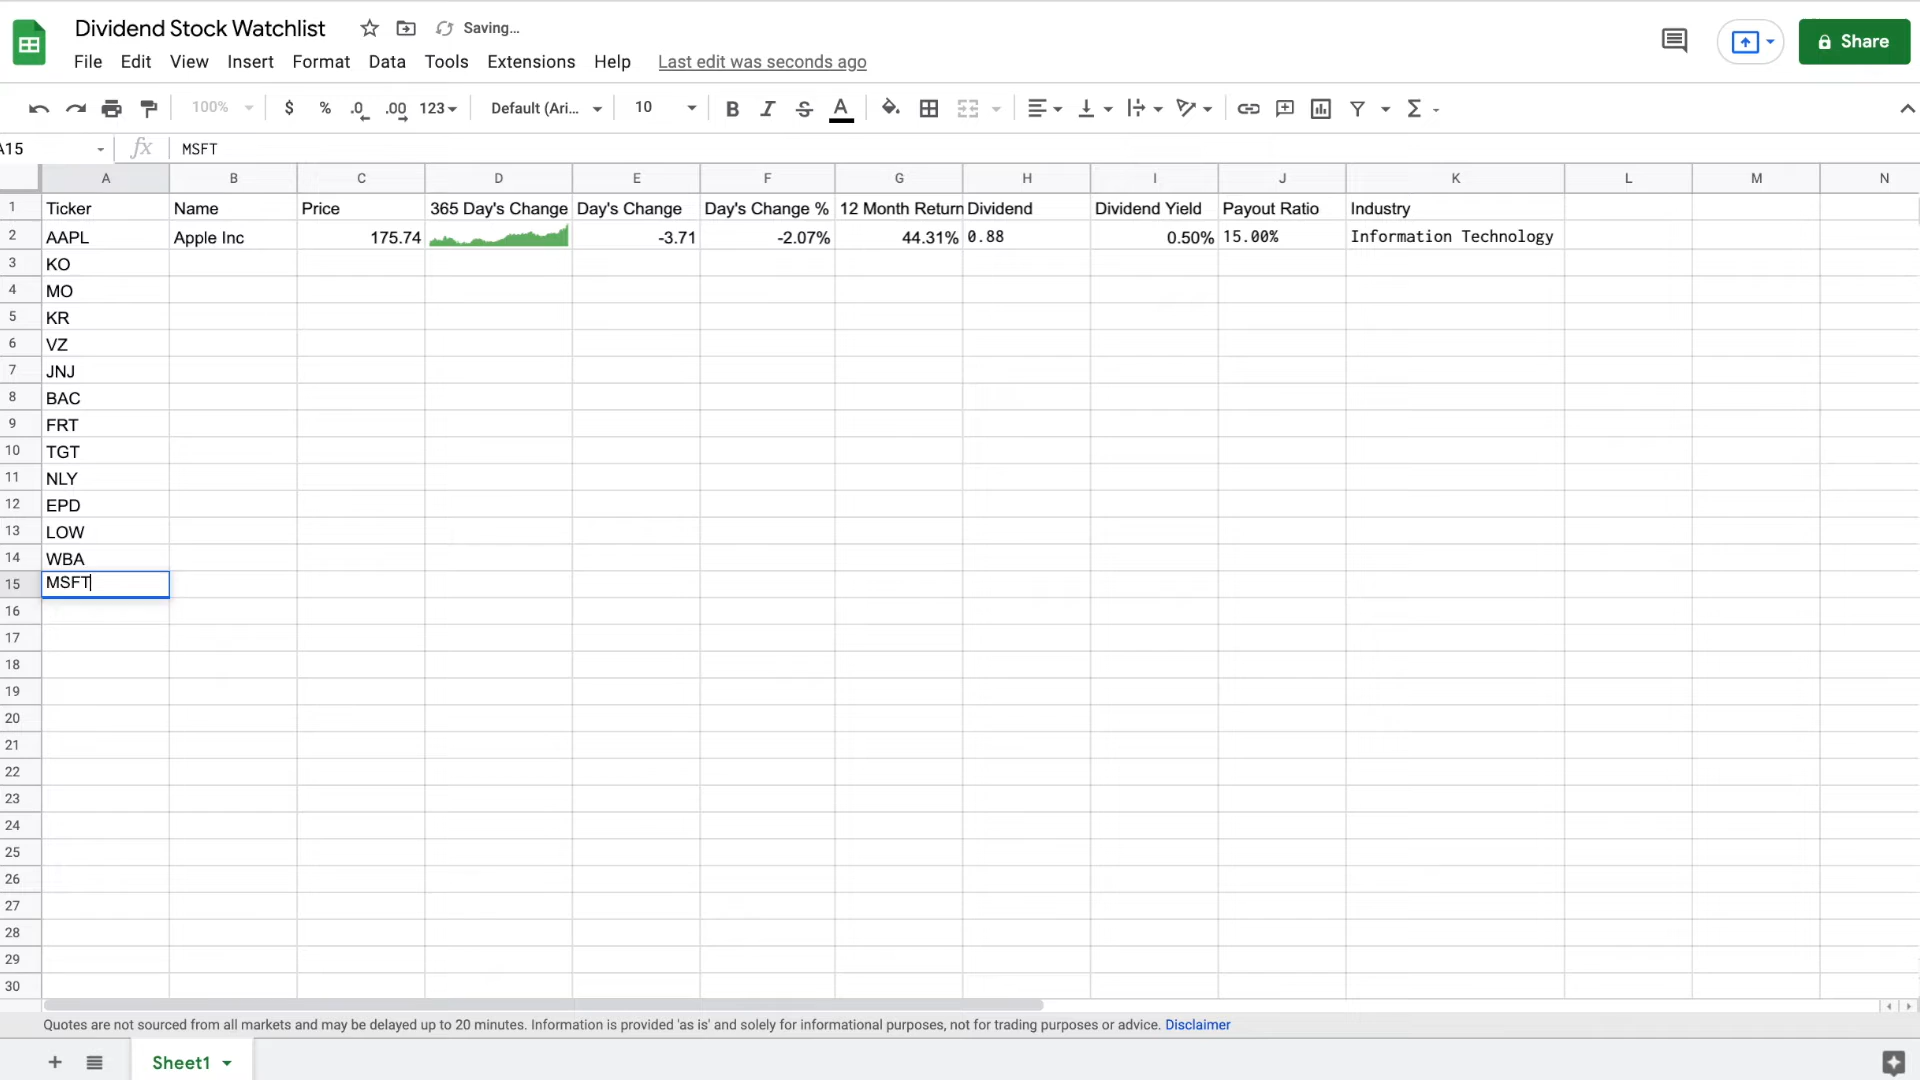 Dividend Stock Watchlist Saving...
File Edit View Insert Format Data Tools Extensions Help Last edit was seconds ago
Share
100% $ % .0 .00 123 Default (Ari... 10 B I S A Σ
A15 fx MSFT
A B C D E F G H I J K L M N
1 Ticker Name Price 365 Day's Change Day's Change Day's Change % 12 Month Return Dividend Dividend Yield Payout Ratio Industry
2 AAPL Apple Inc 175.74 -3.71 -2.07% 44.31% 0.88 0.50% 15.00% Information Technology
3 KO
4 MO
5 KR
6 VZ
7 JNJ
8 BAC
9 FRT
10 TGT
11 NLY
12 EPD
13 LOW
14 WBA
15 MSFT
16
17
18
19
20
21
22
23
24
25
26
27
28
29
30
Quotes are not sourced from all markets and may be delayed up to 20 minutes. Information is provided 'as is' and solely for informational purposes, not for trading purposes or advice. Disclaimer
+ Sheet1